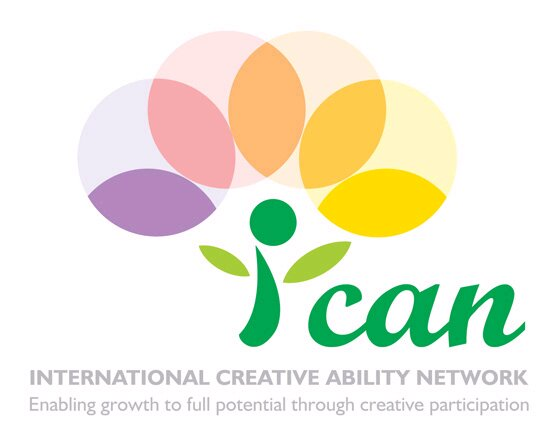 ican
INTERNATIONAL CREATIVE ABILITY NETWORK
Enabling growth to full potential through creative participation